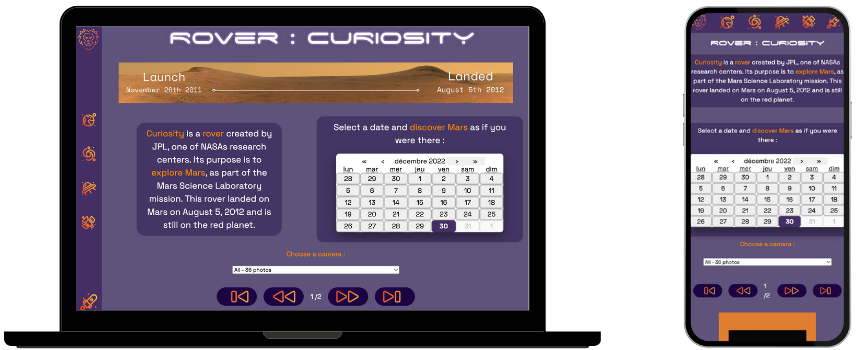 ROVER : CURIOSITY
Launch
November 26th 2011
Landed
August 5th 2012
Curiosity is a rover created by
JPL, one of NASAs research
centers. Its purpose is to
explore Mars, as part of the
Mars Science Laboratory
mission. This rover landed on
Mars on August 5, 2012 and is
still on the red planet.
Select a date and discover Mars as if you
were there :
« ‹ décembre 2022 › »
lun mar mer jeu ven sam dim
28 29 30 1 2 3 4
5 6 7 8 9 10 11
12 13 14 15 16 17 18
19 20 21 22 23 24 25
26 27 28 29 30 31 1
Choose a camera :
All - 36 photos
1/2
ROVER : CURIOSITY
Curiosity is a rover created by JPL, one of NASAs
research centers. Its purpose is to explore Mars, as
part of the Mars Science Laboratory mission. This
rover landed on Mars on August 5, 2012 and is still
on the red planet.
Select a date and discover Mars as if you were
there :
« ‹ décembre 2022 › »
lun mar mer jeu ven sam dim
28 29 30 1 2 3 4
5 6 7 8 9 10 11
12 13 14 15 16 17 18
19 20 21 22 23 24 25
26 27 28 29 30 31 1
Choose a camera :
All - 36 photos
1
/2